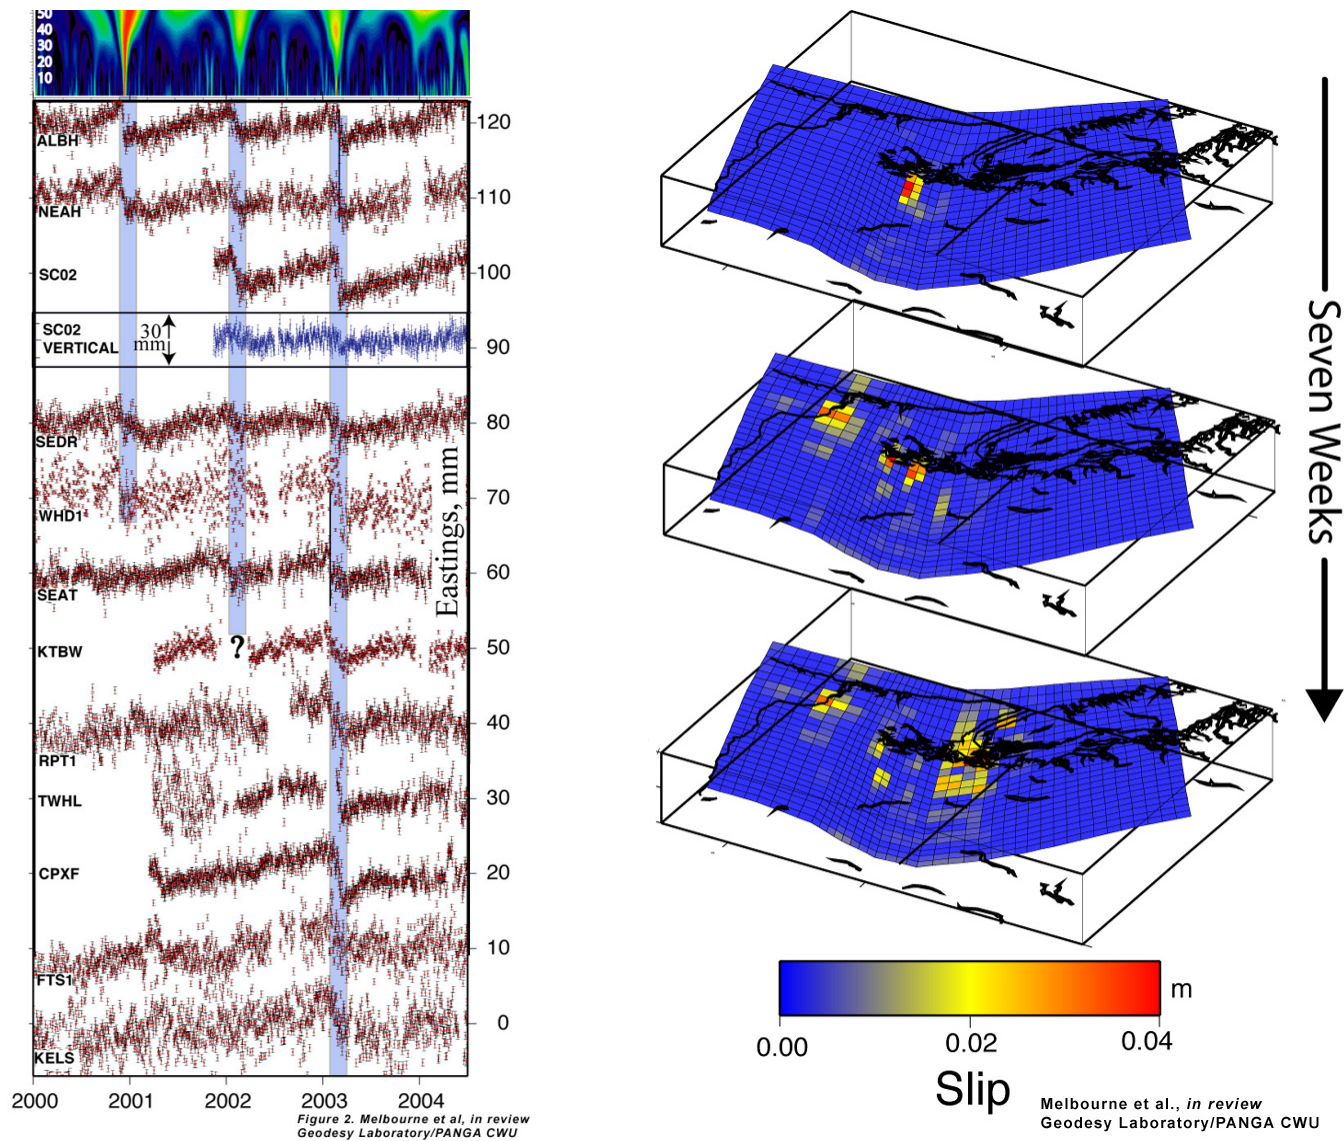 50
40
30
20
10
ALBH
120
NEAH
110
SC02
100
SC02
VERTICAL
30
mm
90
SEDR
80
WHD1
70
Eastings, mm
SEAT
60
KTBW
?
50
RPT1
40
TWHL
30
CPXF
20
FTS1
10
KELS
0
2000
2001
2002
2003
2004
Figure 2. Melbourne et al, in review
Geodesy Laboratory/PANGA CWU
Seven Weeks
m
0.00
0.02
0.04
Slip
Melbourne et al., in review
Geodesy Laboratory/PANGA CWU